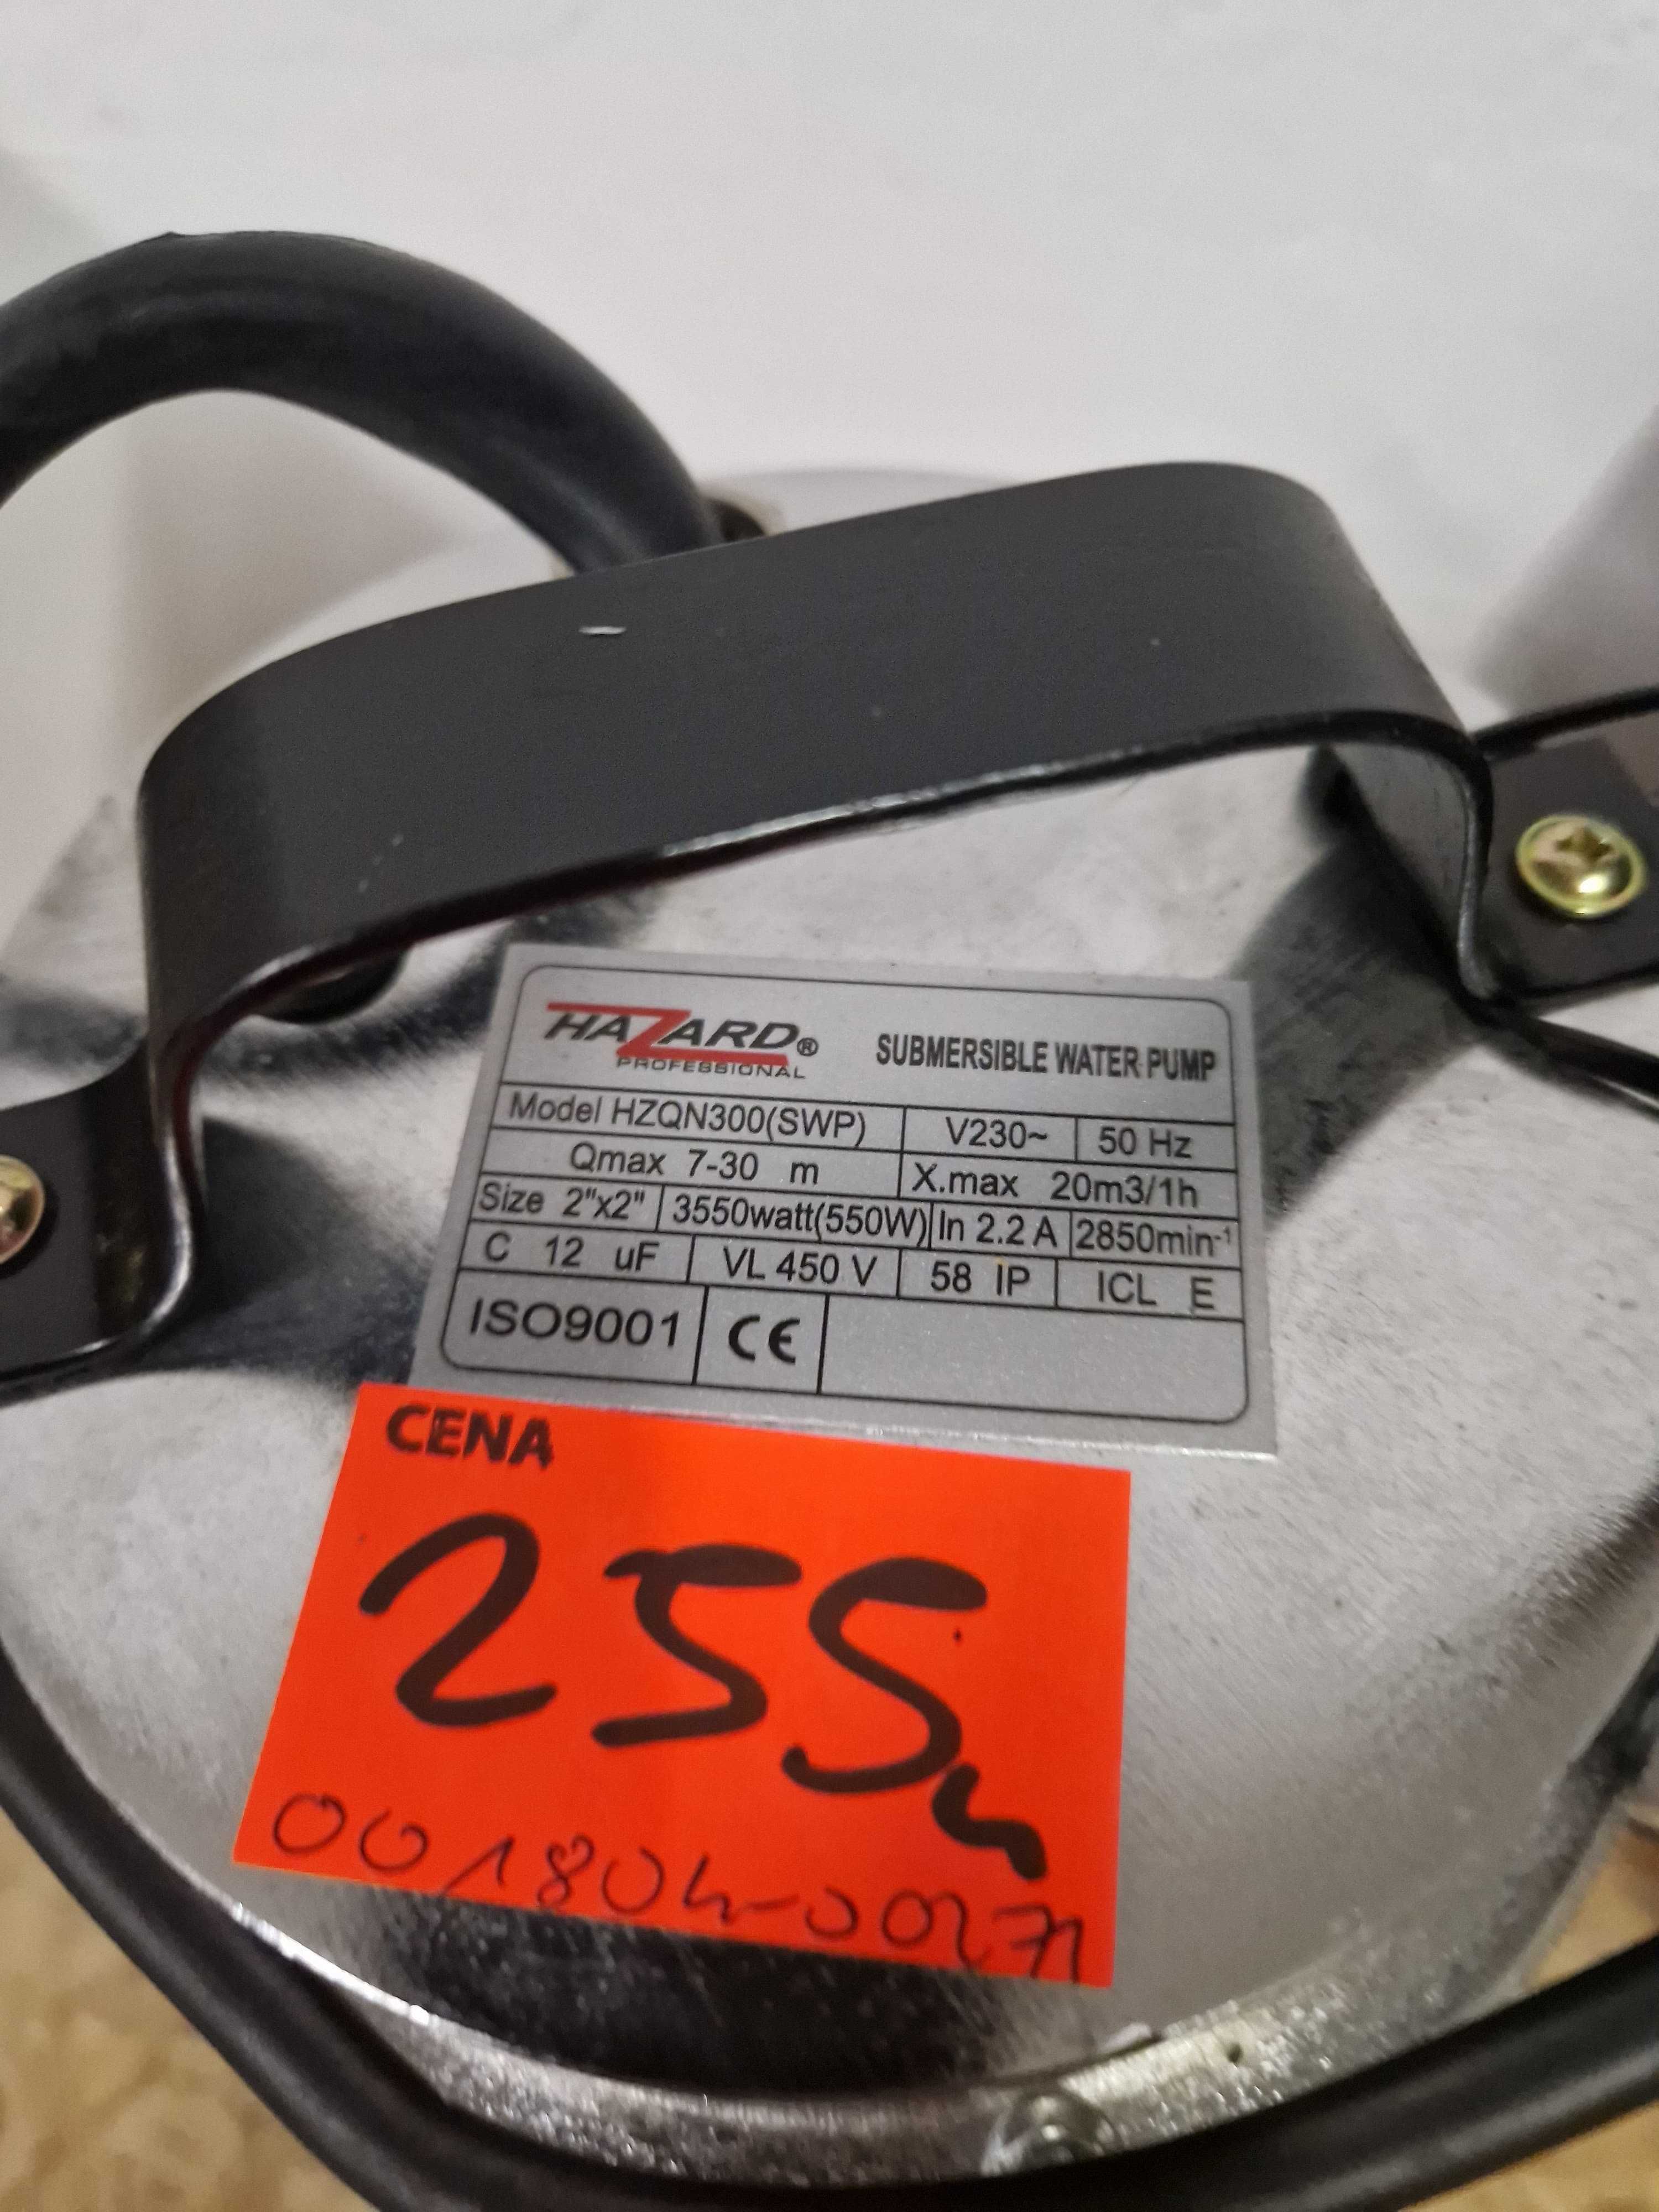 HAZARD® SUBMERSIBLE WATER PUMP
PROFESSIONAL
Model HZQN300(SWP) V230~ 50 Hz
Qmax 7-30 m X.max 20m3/1h
Size 2"x2" 3550watt(550W) In 2.2 A 2850min-1
C 12 uF VL 450 V 58 IP ICL E
ISO9001 CE
CENA
255